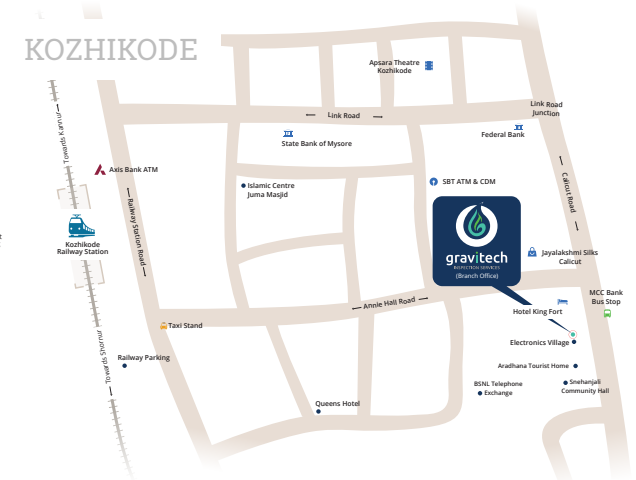 KOZHIKODE
Apsara Theatre
Kozhikode
Link Road
Link Road
Junction
Federal Bank
State Bank of Mysore
Towards Kannur
Axis Bank ATM
SBT ATM & CDM
Islamic Centre
Juma Masjid
Calicut Road
Railway Station Road
gravitech
INSPECTION SERVICES
(Branch Office)
Kozhikode
Railway Station
Jayalakshmi Silks
Calicut
MCC Bank
Bus Stop
Annie Hall Road
Hotel King Fort
Taxi Stand
Electronics Village
Railway Parking
Towards Shornur
Aradhana Tourist Home
BSNL Telephone
Exchange
Snehanjali
Community Hall
Queens Hotel